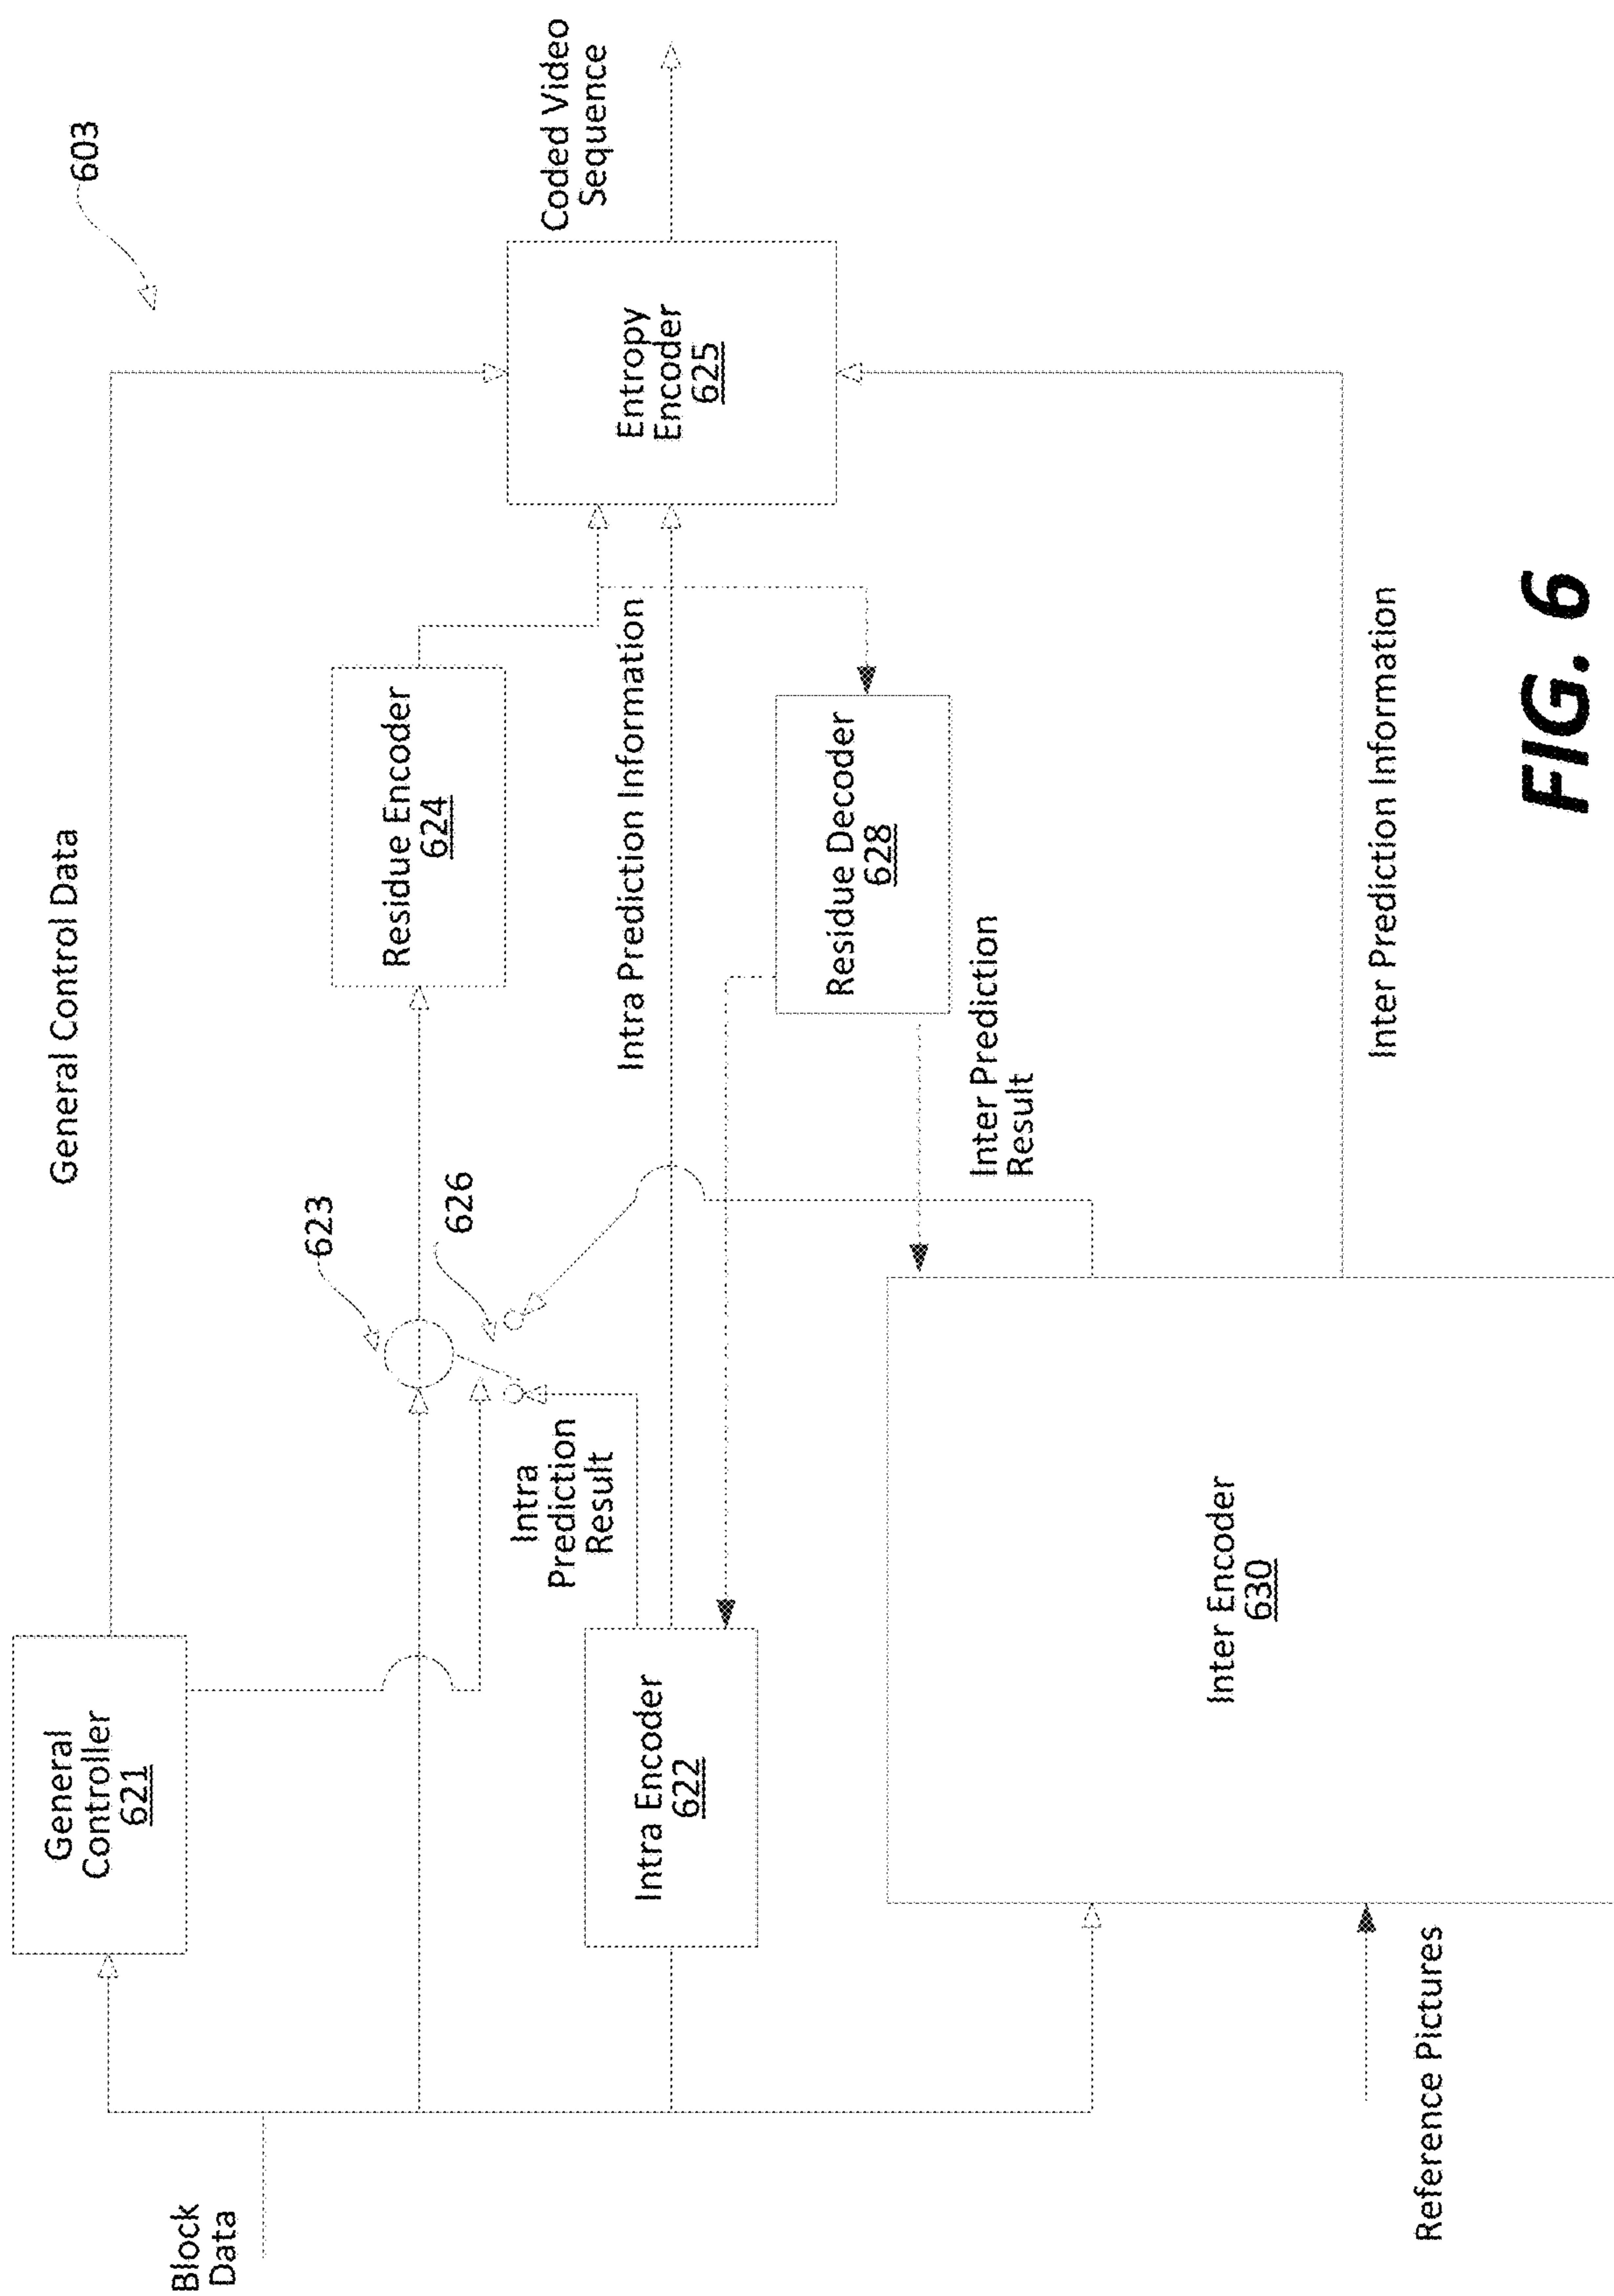 603
General Control Data
Coded Video
Sequence
Entropy
Encoder
625
Residue Encoder
624
623
626
Intra Prediction Information
General
Controller
621
Intra
Prediction
Result
Residue Decoder
628
Block
Data
Intra Encoder
622
Inter Prediction
Result
Inter Encoder
630
Inter Prediction Information
Reference Pictures
FIG. 6